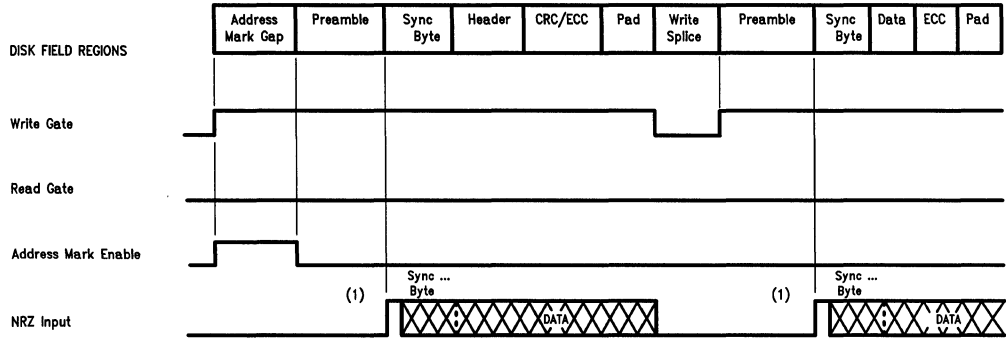 Address Mark Gap Preamble Sync Byte Header CRC/ECC Pad Write Splice Preamble Sync Byte Data ECC Pad
DISK FIELD REGIONS
Write Gate
Read Gate
Address Mark Enable
Sync ... Byte
Sync ... Byte
(1)
(1)
NRZ Input
DATA
DATA